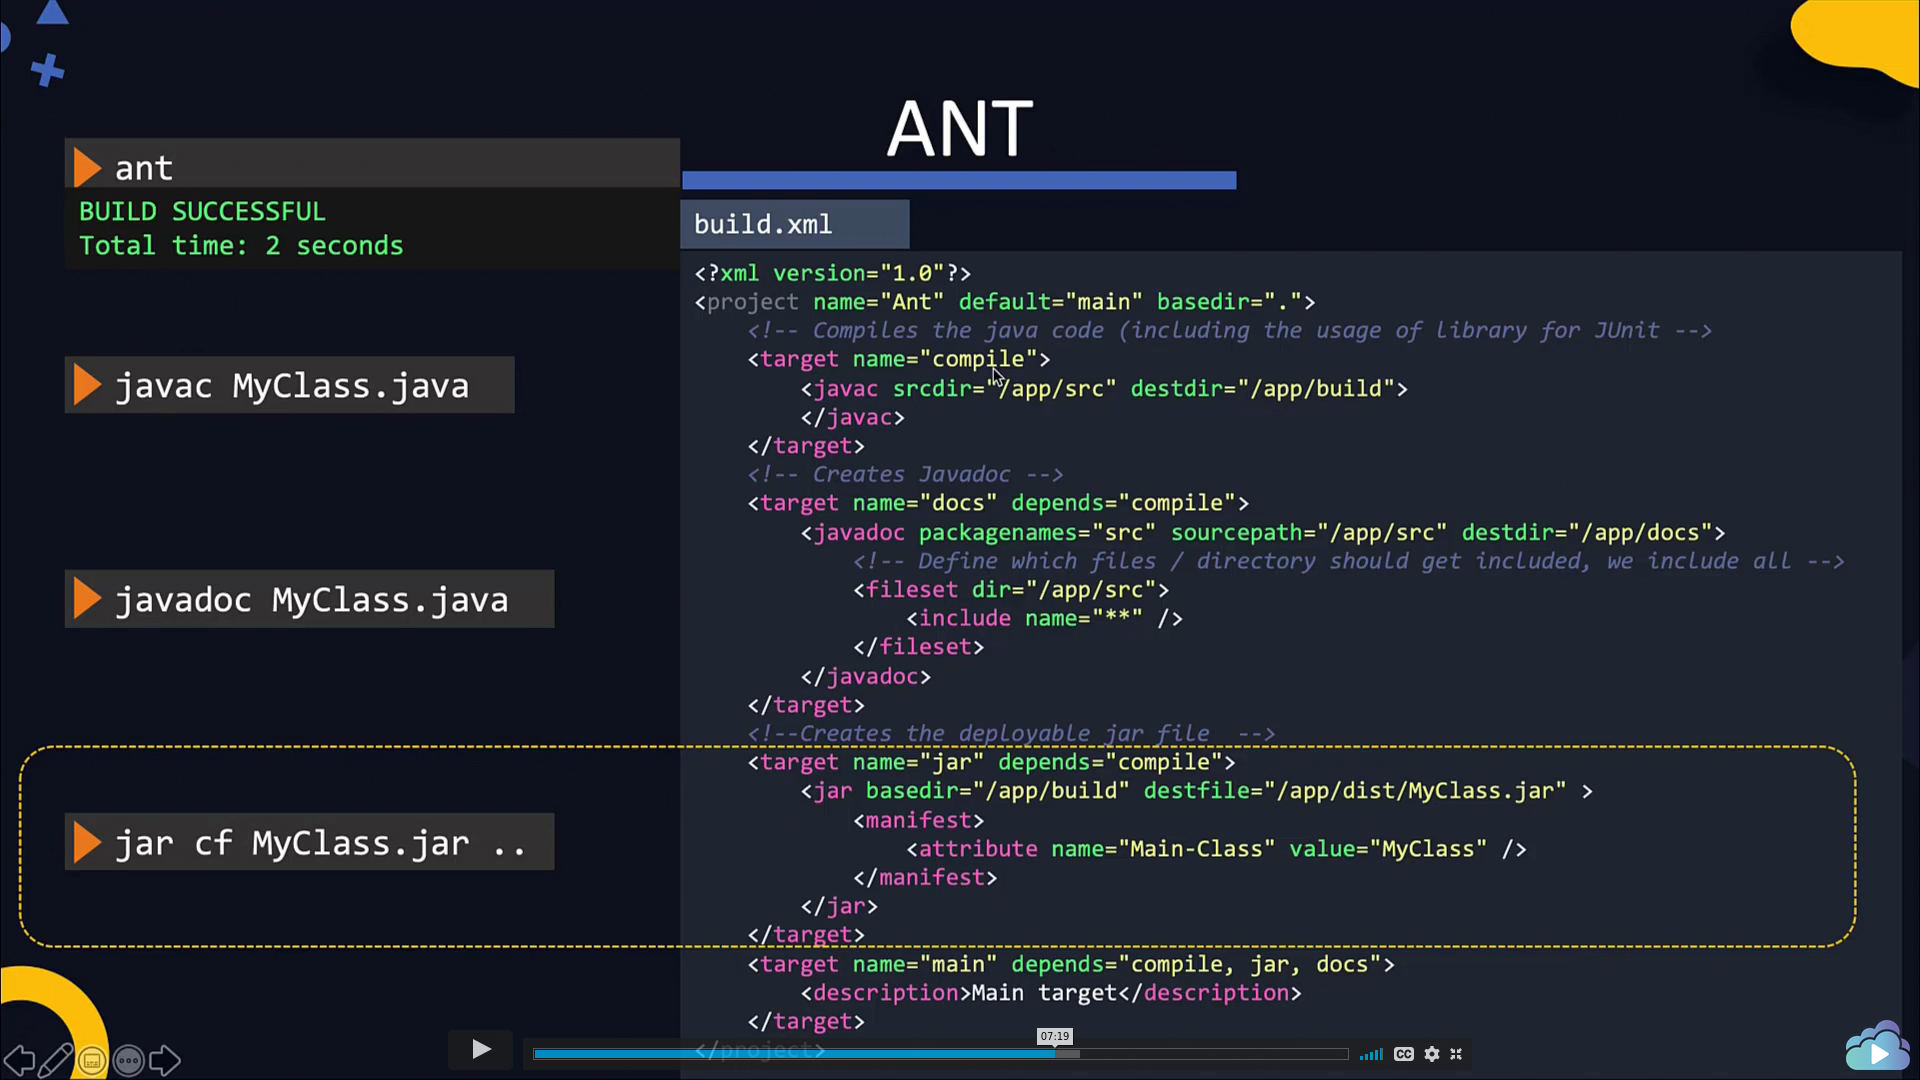 ANT
ant
BUILD SUCCESSFUL
Total time: 2 seconds
javac MyClass.java
javadoc MyClass.java
jar cf MyClass.jar ..
build.xml
<?xml version="1.0"?>
<project name="Ant" default="main" basedir=".">
<!-- Compiles the java code (including the usage of library for JUnit -->
<target name="compile">
<javac srcdir="/app/src" destdir="/app/build">
</javac>
</target>
<!-- Creates Javadoc -->
<target name="docs" depends="compile">
<javadoc packagenames="src" sourcepath="/app/src" destdir="/app/docs">
<!-- Define which files / directory should get included, we include all -->
<fileset dir="/app/src">
<include name="**" />
</fileset>
</javadoc>
</target>
<!--Creates the deployable jar file  -->
<target name="jar" depends="compile">
<jar basedir="/app/build" destfile="/app/dist/MyClass.jar" >
<manifest>
<attribute name="Main-Class" value="MyClass" />
</manifest>
</jar>
</target>
<target name="main" depends="compile, jar, docs">
<description>Main target</description>
</target>
</project>
07:19
CC